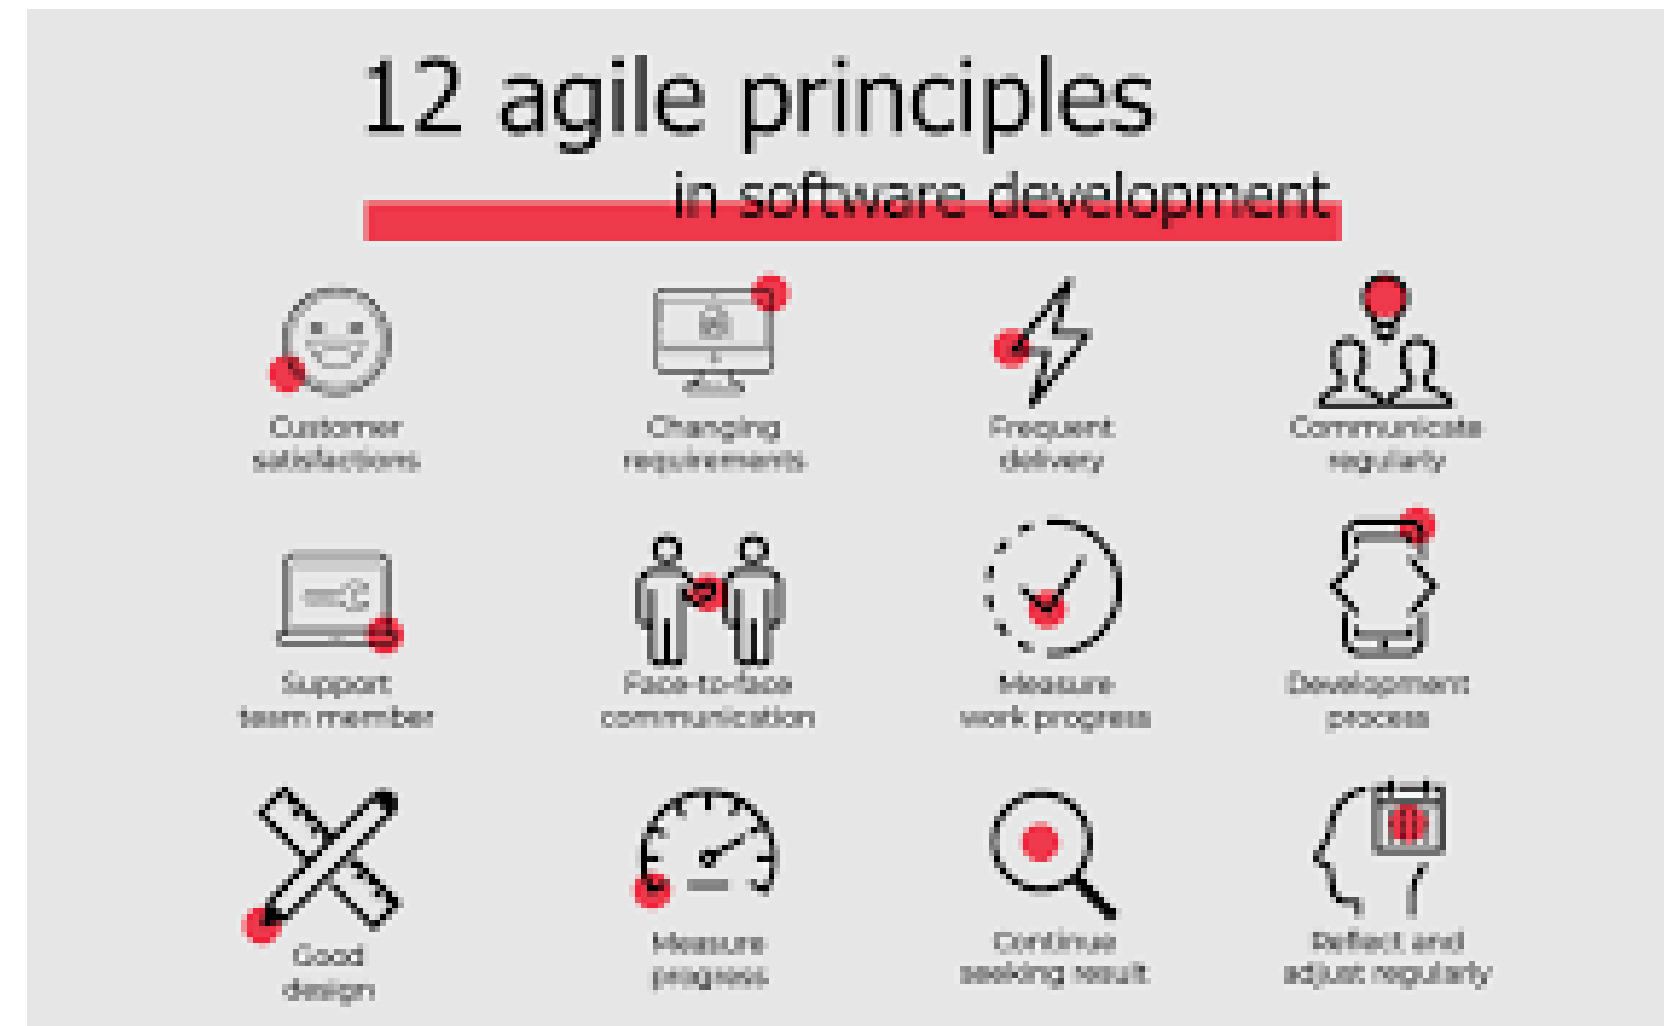 12 agile principles
in software development
Customer
satisfactions
Changing
requirements
Frequent
delivery
Communicate
regularly
Support
team member
Face-to-face
communication
Measure
work progress
Development
process
Good
design
Measure
progress
Continue
seeking result
Reflect and
adjust regularly